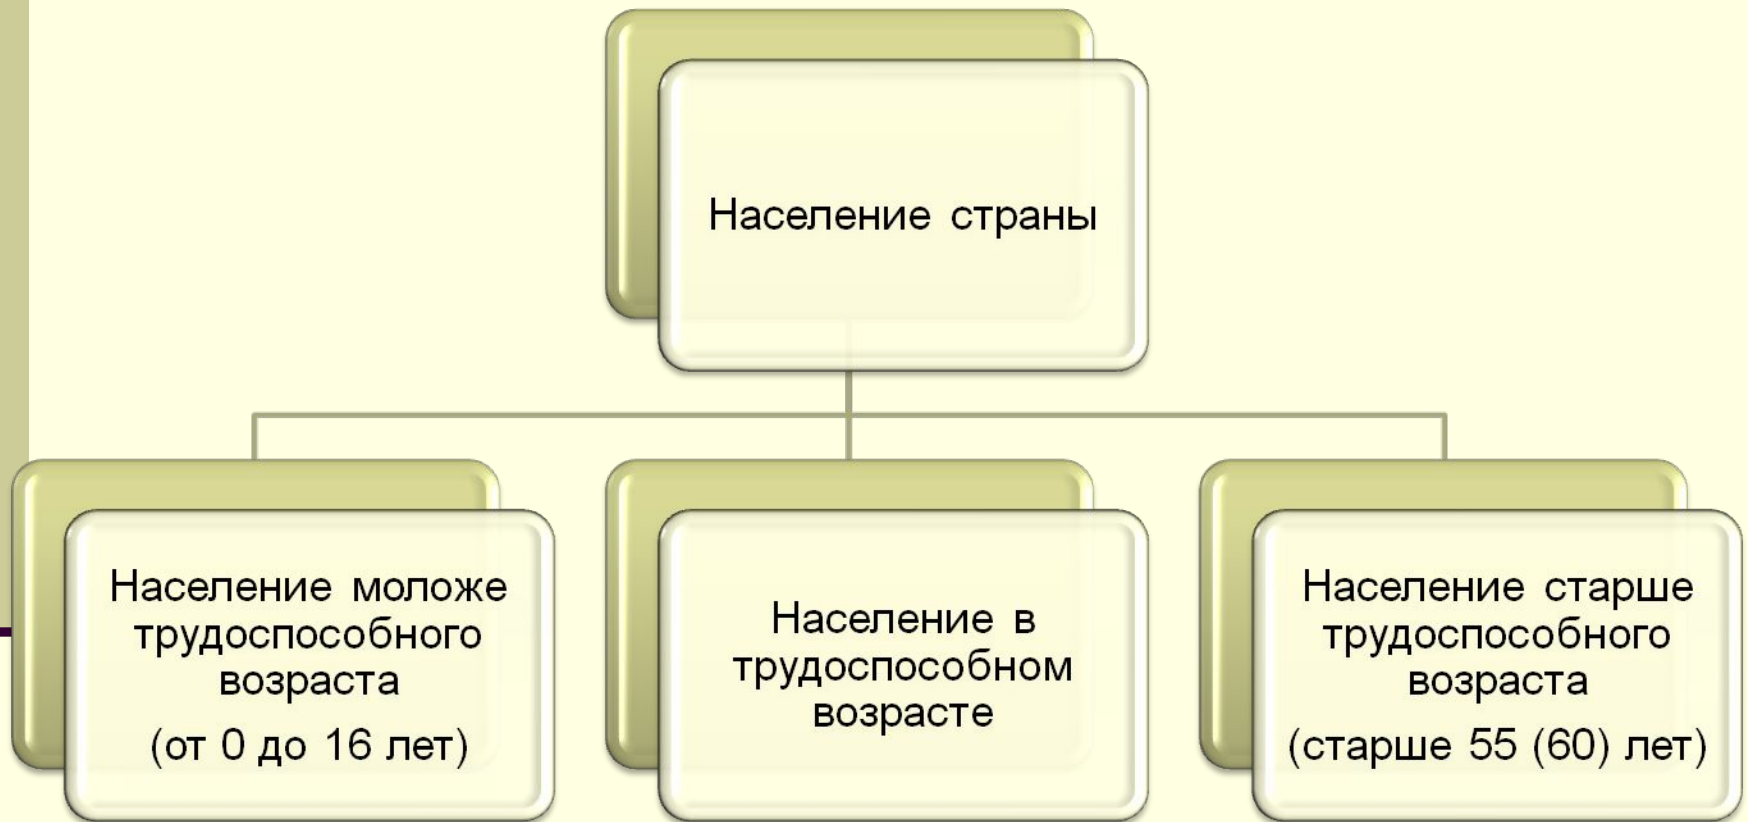 Население страны
Население моложе
трудоспособного
возраста
(от 0 до 16 лет)
Население в
трудоспособном
возрасте
Население старше
трудоспособного
возраста
(старше 55 (60) лет)